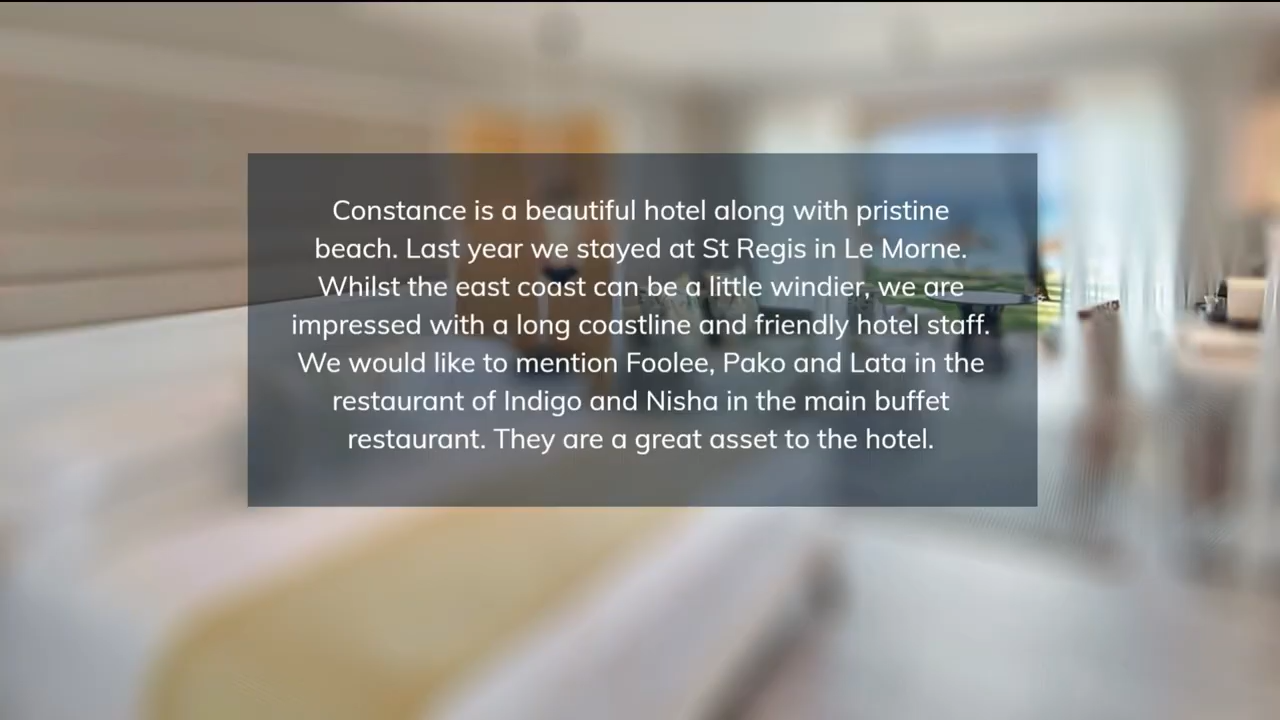 Constance is a beautiful hotel along with pristine
beach. Last year we stayed at St Regis in Le Morne.
Whilst the east coast can be a little windier, we are
impressed with a long coastline and friendly hotel staff.
We would like to mention Foolee, Pako and Lata in the
restaurant of Indigo and Nisha in the main buffet
restaurant. They are a great asset to the hotel.